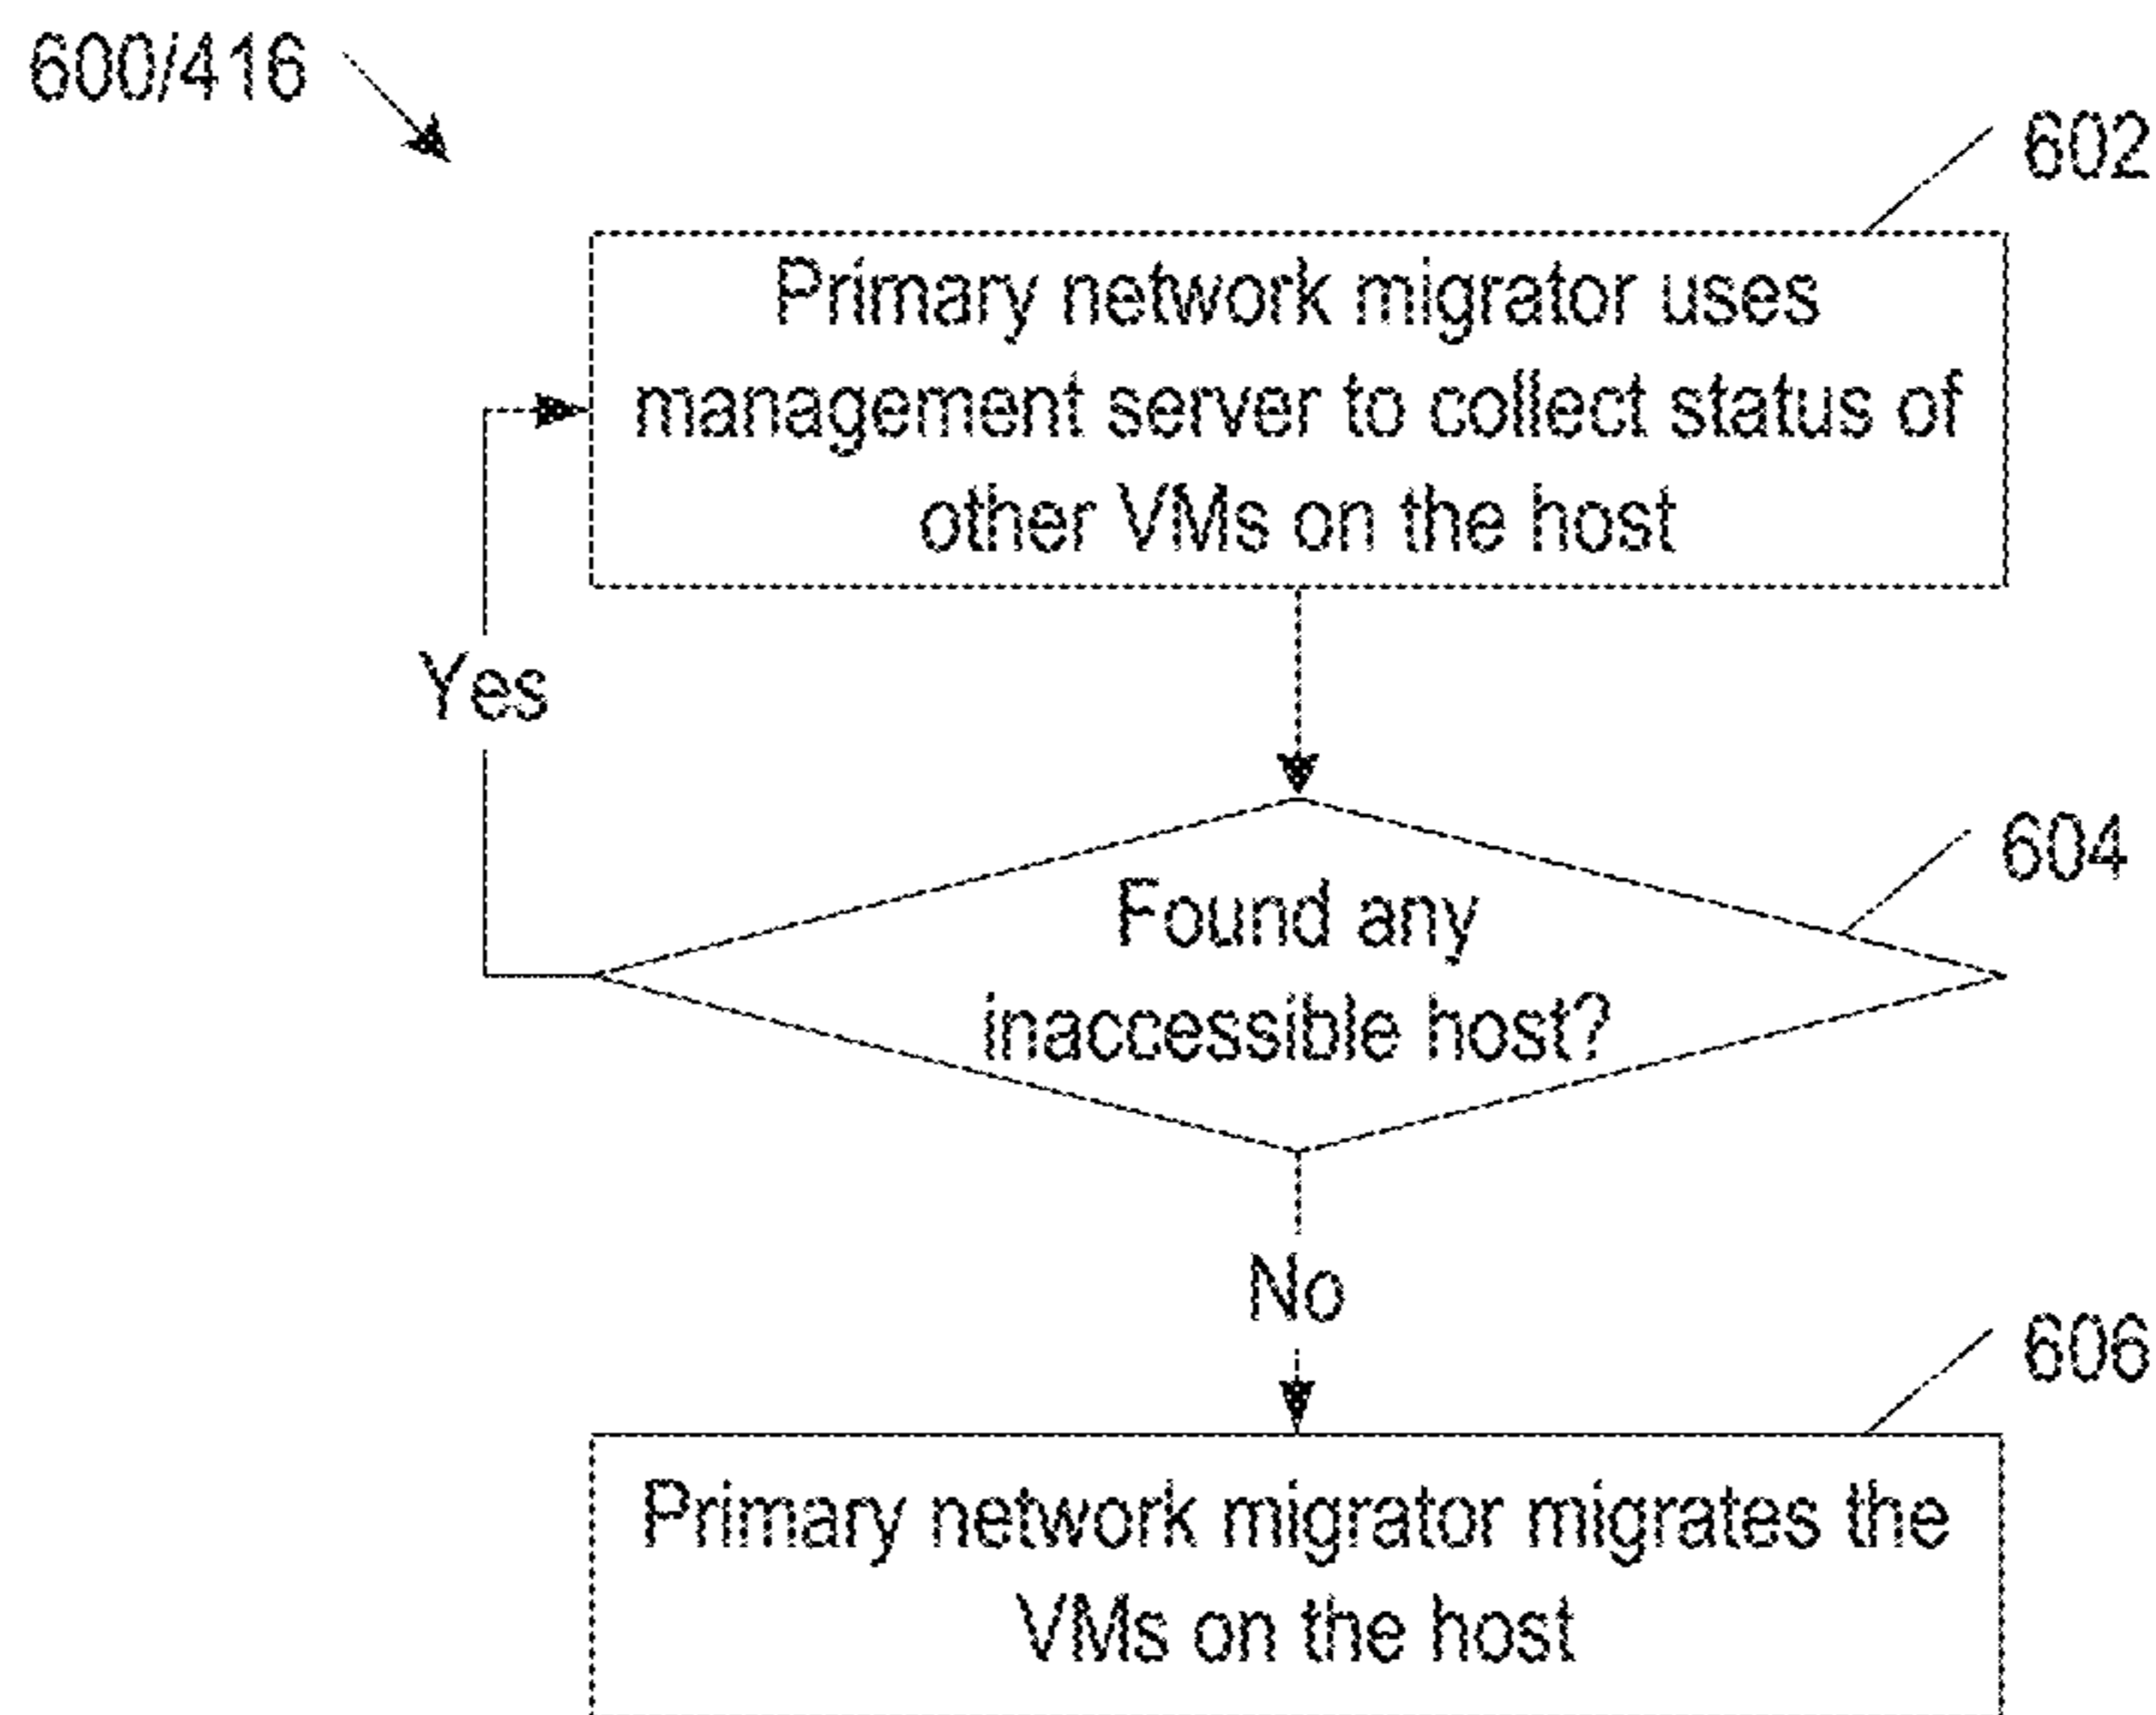 600/416
602
Primary network migrator uses
management server to collect status of
other VMs on the host
Yes
604
Found any
inaccessible host?
No
606
Primary network migrator migrates the
VMs on the host